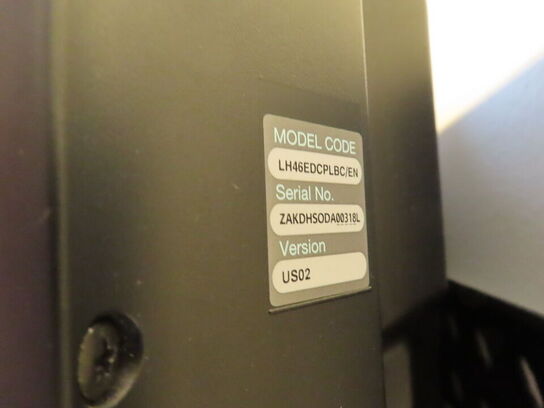 MODEL CODE
LH46EDCPLBC/EN
Serial No.
ZAKDHSODA00318L
Version
US02